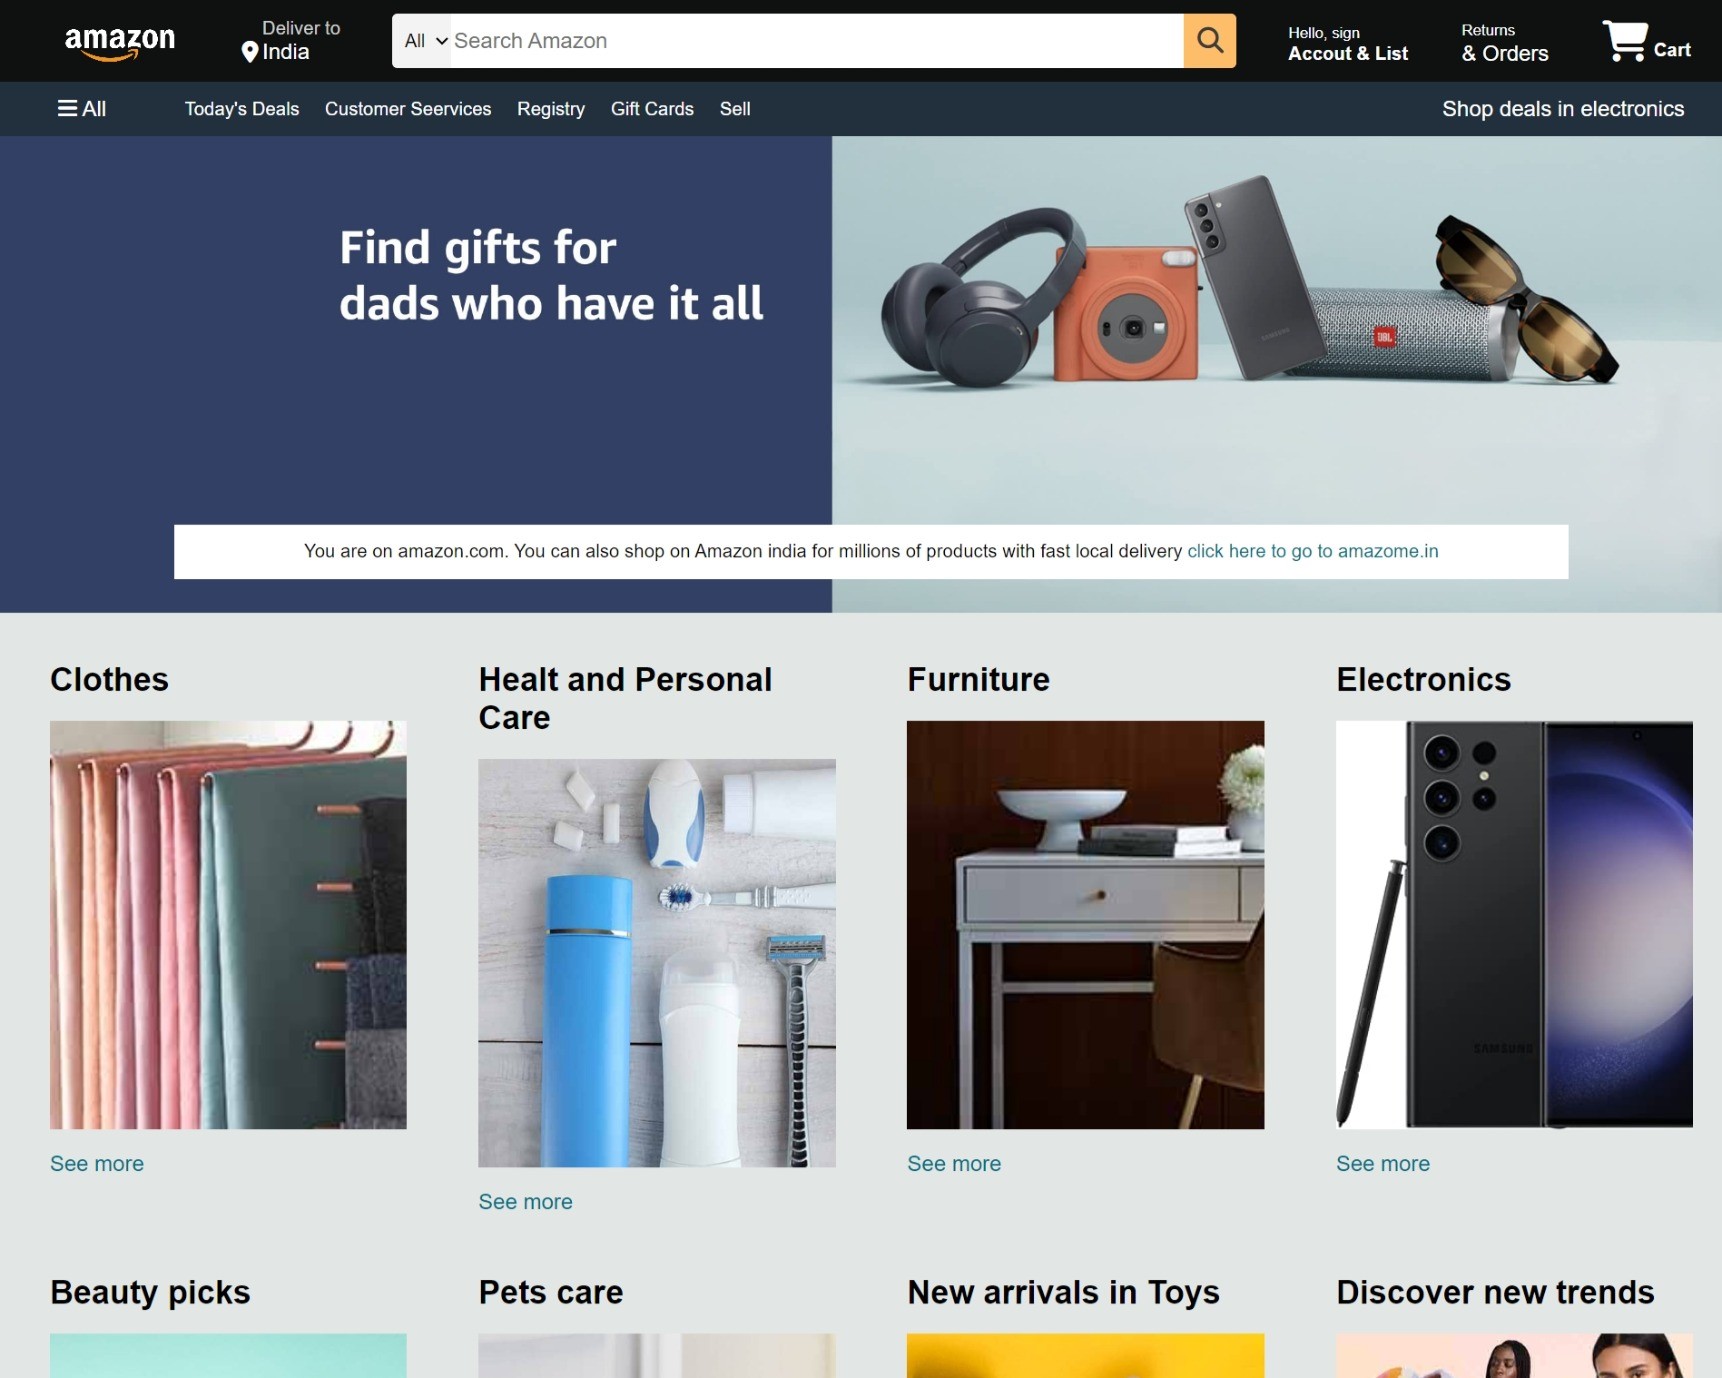 amazon
Deliver to
India
All
Search Amazon
Hello, sign
Accout & List
Returns
& Orders
Cart
All
Today's Deals
Customer Seervices
Registry
Gift Cards
Sell
Shop deals in electronics
Find gifts for
dads who have it all
SAMSUNG
JBL
You are on amazon.com. You can also shop on Amazon india for millions of products with fast local delivery click here to go to amazome.in
Clothes
Healt and Personal
Care
Furniture
Electronics
SAMSUNG
See more
See more
See more
See more
Beauty picks
Pets care
New arrivals in Toys
Discover new trends